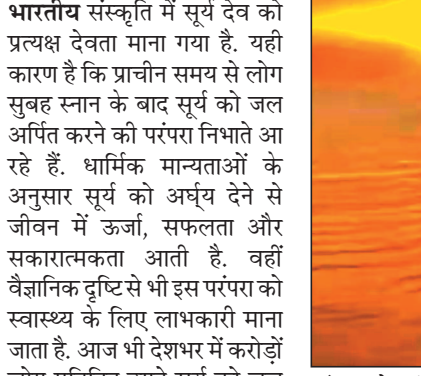 भारतीय संस्कृति में सूर्य देव को
प्रत्यक्ष देवता माना गया है. यही
कारण है कि प्राचीन समय से लोग
सुबह स्नान के बाद सूर्य को जल
अर्पित करने की परंपरा निभाते आ
रहे हैं. धार्मिक मान्यताओं के
अनुसार सूर्य को अर्घ्य देने से
जीवन में ऊर्जा, सफलता और
सकारात्मकता आती है. वहीं
वैज्ञानिक दृष्टि से भी इस परंपरा को
स्वास्थ्य के लिए लाभकारी माना
जाता है. आज भी देशभर में करोड़ों